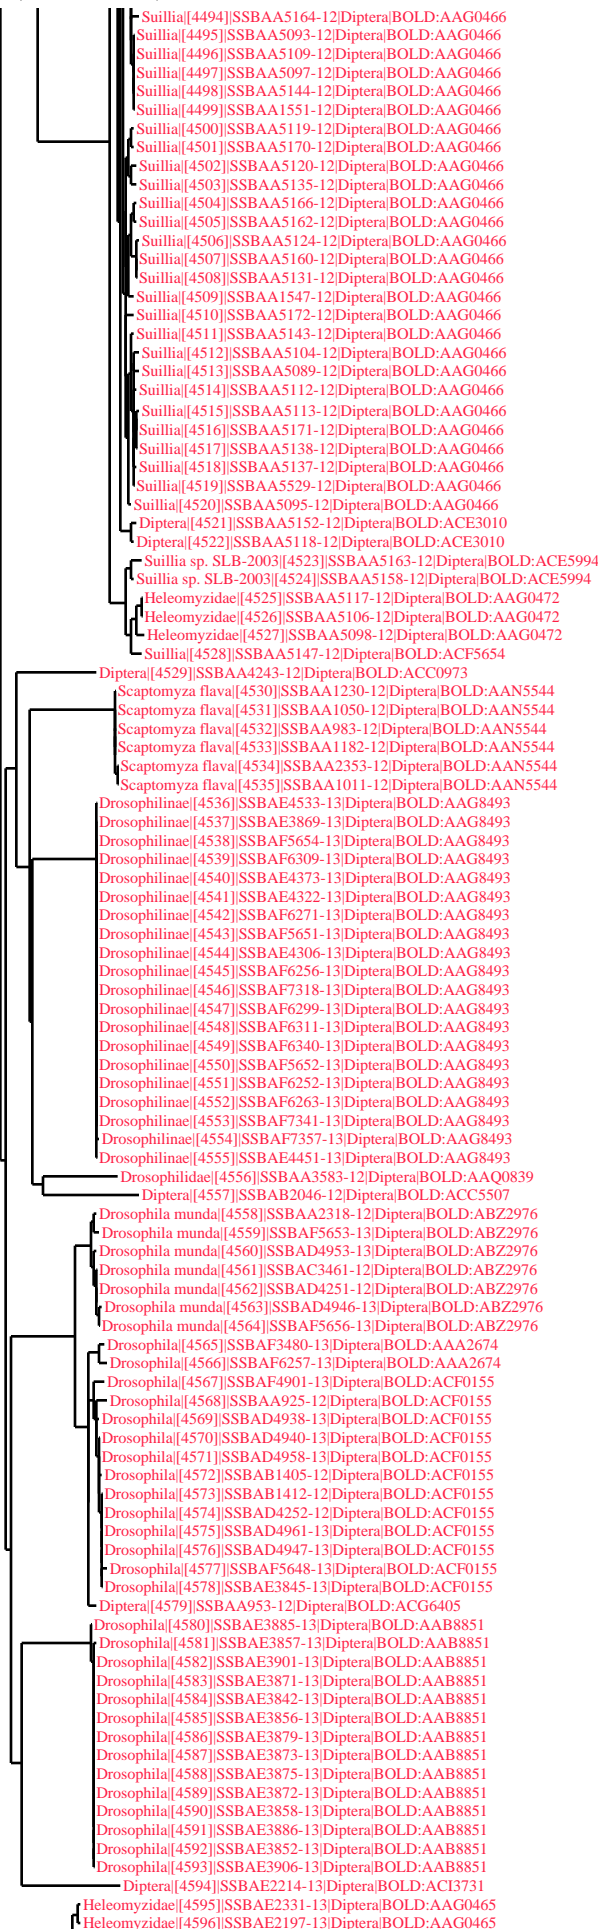 Suillia|[4494]|SSBAA5164-12|Diptera|BOLD:AAG0466
Suillia|[4495]|SSBAA5093-12|Diptera|BOLD:AAG0466
Suillia|[4496]|SSBAA5109-12|Diptera|BOLD:AAG0466
Suillia|[4497]|SSBAA5097-12|Diptera|BOLD:AAG0466
Suillia|[4498]|SSBAA5144-12|Diptera|BOLD:AAG0466
Suillia|[4499]|SSBAA1551-12|Diptera|BOLD:AAG0466
Suillia|[4500]|SSBAA5119-12|Diptera|BOLD:AAG0466
Suillia|[4501]|SSBAA5170-12|Diptera|BOLD:AAG0466
Suillia|[4502]|SSBAA5120-12|Diptera|BOLD:AAG0466
Suillia|[4503]|SSBAA5135-12|Diptera|BOLD:AAG0466
Suillia|[4504]|SSBAA5166-12|Diptera|BOLD:AAG0466
Suillia|[4505]|SSBAA5162-12|Diptera|BOLD:AAG0466
Suillia|[4506]|SSBAA5124-12|Diptera|BOLD:AAG0466
Suillia|[4507]|SSBAA5160-12|Diptera|BOLD:AAG0466
Suillia|[4508]|SSBAA5131-12|Diptera|BOLD:AAG0466
Suillia|[4509]|SSBAA1547-12|Diptera|BOLD:AAG0466
Suillia|[4510]|SSBAA5172-12|Diptera|BOLD:AAG0466
Suillia|[4511]|SSBAA5143-12|Diptera|BOLD:AAG0466
Suillia|[4512]|SSBAA5104-12|Diptera|BOLD:AAG0466
Suillia|[4513]|SSBAA5089-12|Diptera|BOLD:AAG0466
Suillia|[4514]|SSBAA5112-12|Diptera|BOLD:AAG0466
Suillia|[4515]|SSBAA5113-12|Diptera|BOLD:AAG0466
Suillia|[4516]|SSBAA5171-12|Diptera|BOLD:AAG0466
Suillia|[4517]|SSBAA5138-12|Diptera|BOLD:AAG0466
Suillia|[4518]|SSBAA5137-12|Diptera|BOLD:AAG0466
Suillia|[4519]|SSBAA5529-12|Diptera|BOLD:AAG0466
Suillia|[4520]|SSBAA5095-12|Diptera|BOLD:AAG0466
Diptera|[4521]|SSBAA5152-12|Diptera|BOLD:ACE3010
Diptera|[4522]|SSBAA5118-12|Diptera|BOLD:ACE3010
Suillia sp. SLB-2003|[4523]|SSBAA5163-12|Diptera|BOLD:ACE5994
Suillia sp. SLB-2003|[4524]|SSBAA5158-12|Diptera|BOLD:ACE5994
Heleomyzidae|[4525]|SSBAA5117-12|Diptera|BOLD:AAG0472
Heleomyzidae|[4526]|SSBAA5106-12|Diptera|BOLD:AAG0472
Heleomyzidae|[4527]|SSBAA5098-12|Diptera|BOLD:AAG0472
Suillia|[4528]|SSBAA5147-12|Diptera|BOLD:ACF5654
Diptera|[4529]|SSBAA4243-12|Diptera|BOLD:ACC0973
Scaptomyza flava|[4530]|SSBAA1230-12|Diptera|BOLD:AAN5544
Scaptomyza flava|[4531]|SSBAA1050-12|Diptera|BOLD:AAN5544
Scaptomyza flava|[4532]|SSBAA983-12|Diptera|BOLD:AAN5544
Scaptomyza flava|[4533]|SSBAA1182-12|Diptera|BOLD:AAN5544
Scaptomyza flava|[4534]|SSBAA2353-12|Diptera|BOLD:AAN5544
Scaptomyza flava|[4535]|SSBAA1011-12|Diptera|BOLD:AAN5544
Drosophilinae|[4536]|SSBAE4533-13|Diptera|BOLD:AAG8493
Drosophilinae|[4537]|SSBAE3869-13|Diptera|BOLD:AAG8493
Drosophilinae|[4538]|SSBAF5654-13|Diptera|BOLD:AAG8493
Drosophilinae|[4539]|SSBAF6309-13|Diptera|BOLD:AAG8493
Drosophilinae|[4540]|SSBAE4373-13|Diptera|BOLD:AAG8493
Drosophilinae|[4541]|SSBAE4322-13|Diptera|BOLD:AAG8493
Drosophilinae|[4542]|SSBAF6271-13|Diptera|BOLD:AAG8493
Drosophilinae|[4543]|SSBAF5651-13|Diptera|BOLD:AAG8493
Drosophilinae|[4544]|SSBAE4306-13|Diptera|BOLD:AAG8493
Drosophilinae|[4545]|SSBAF6256-13|Diptera|BOLD:AAG8493
Drosophilinae|[4546]|SSBAF7318-13|Diptera|BOLD:AAG8493
Drosophilinae|[4547]|SSBAF6299-13|Diptera|BOLD:AAG8493
Drosophilinae|[4548]|SSBAF6311-13|Diptera|BOLD:AAG8493
Drosophilinae|[4549]|SSBAF6340-13|Diptera|BOLD:AAG8493
Drosophilinae|[4550]|SSBAF5652-13|Diptera|BOLD:AAG8493
Drosophilinae|[4551]|SSBAF6252-13|Diptera|BOLD:AAG8493
Drosophilinae|[4552]|SSBAF6263-13|Diptera|BOLD:AAG8493
Drosophilinae|[4553]|SSBAF7341-13|Diptera|BOLD:AAG8493
Drosophilinae|[4554]|SSBAF7357-13|Diptera|BOLD:AAG8493
Drosophilinae|[4555]|SSBAE4451-13|Diptera|BOLD:AAG8493
Drosophilidae|[4556]|SSBAA3583-12|Diptera|BOLD:AAQ0839
Diptera|[4557]|SSBAB2046-12|Diptera|BOLD:ACC5507
Drosophila munda|[4558]|SSBAA2318-12|Diptera|BOLD:ABZ2976
Drosophila munda|[4559]|SSBAF5653-13|Diptera|BOLD:ABZ2976
Drosophila munda|[4560]|SSBAD4953-13|Diptera|BOLD:ABZ2976
Drosophila munda|[4561]|SSBAC3461-12|Diptera|BOLD:ABZ2976
Drosophila munda|[4562]|SSBAD4251-12|Diptera|BOLD:ABZ2976
Drosophila munda|[4563]|SSBAD4946-13|Diptera|BOLD:ABZ2976
Drosophila munda|[4564]|SSBAF5656-13|Diptera|BOLD:ABZ2976
Drosophila|[4565]|SSBAF3480-13|Diptera|BOLD:AAA2674
Drosophila|[4566]|SSBAF6257-13|Diptera|BOLD:AAA2674
Drosophila|[4567]|SSBAF4901-13|Diptera|BOLD:ACF0155
Drosophila|[4568]|SSBAA925-12|Diptera|BOLD:ACF0155
Drosophila|[4569]|SSBAD4938-13|Diptera|BOLD:ACF0155
Drosophila|[4570]|SSBAD4940-13|Diptera|BOLD:ACF0155
Drosophila|[4571]|SSBAD4958-13|Diptera|BOLD:ACF0155
Drosophila|[4572]|SSBAB1405-12|Diptera|BOLD:ACF0155
Drosophila|[4573]|SSBAB1412-12|Diptera|BOLD:ACF0155
Drosophila|[4574]|SSBAD4252-12|Diptera|BOLD:ACF0155
Drosophila|[4575]|SSBAD4961-13|Diptera|BOLD:ACF0155
Drosophila|[4576]|SSBAD4947-13|Diptera|BOLD:ACF0155
Drosophila|[4577]|SSBAF5648-13|Diptera|BOLD:ACF0155
Drosophila|[4578]|SSBAE3845-13|Diptera|BOLD:ACF0155
Diptera|[4579]|SSBAA953-12|Diptera|BOLD:ACG6405
Drosophila|[4580]|SSBAE3885-13|Diptera|BOLD:AAB8851
Drosophila|[4581]|SSBAE3857-13|Diptera|BOLD:AAB8851
Drosophila|[4582]|SSBAE3901-13|Diptera|BOLD:AAB8851
Drosophila|[4583]|SSBAE3871-13|Diptera|BOLD:AAB8851
Drosophila|[4584]|SSBAE3842-13|Diptera|BOLD:AAB8851
Drosophila|[4585]|SSBAE3856-13|Diptera|BOLD:AAB8851
Drosophila|[4586]|SSBAE3879-13|Diptera|BOLD:AAB8851
Drosophila|[4587]|SSBAE3873-13|Diptera|BOLD:AAB8851
Drosophila|[4588]|SSBAE3875-13|Diptera|BOLD:AAB8851
Drosophila|[4589]|SSBAE3872-13|Diptera|BOLD:AAB8851
Drosophila|[4590]|SSBAE3858-13|Diptera|BOLD:AAB8851
Drosophila|[4591]|SSBAE3886-13|Diptera|BOLD:AAB8851
Drosophila|[4592]|SSBAE3852-13|Diptera|BOLD:AAB8851
Drosophila|[4593]|SSBAE3906-13|Diptera|BOLD:AAB8851
Diptera|[4594]|SSBAE2214-13|Diptera|BOLD:ACI3731
Heleomyzidae|[4595]|SSBAE2331-13|Diptera|BOLD:AAG0465
Heleomyzidae|[4596]|SSBAE2197-13|Diptera|BOLD:AAG0465